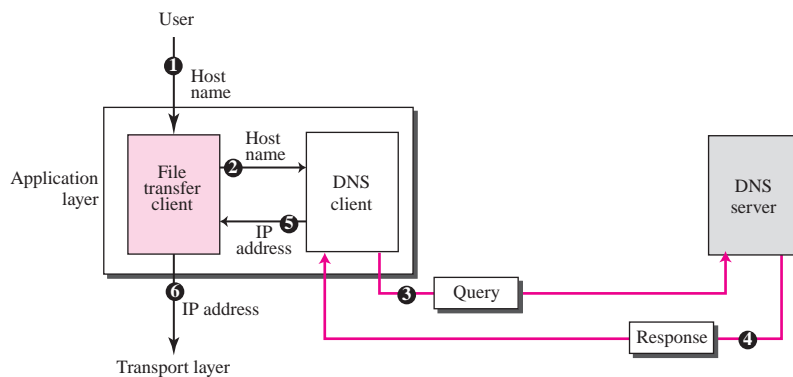 User
1
Host
name
Application
layer
File
transfer
client
2
Host
name
DNS
client
5
IP
address
DNS
server
6
IP address
3
Query
Response
4
Transport layer